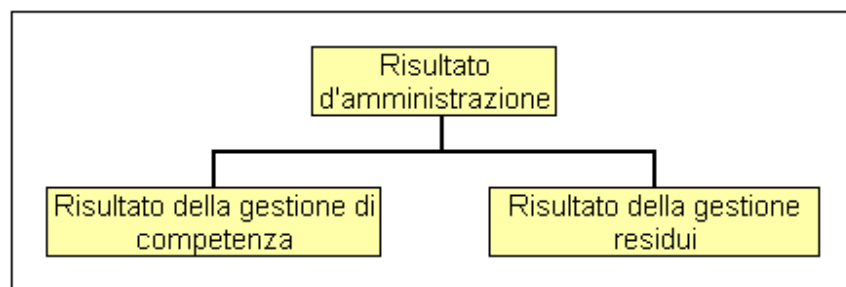 Risultato
d'amministrazione
Risultato della gestione di
competenza
Risultato della gestione
residui